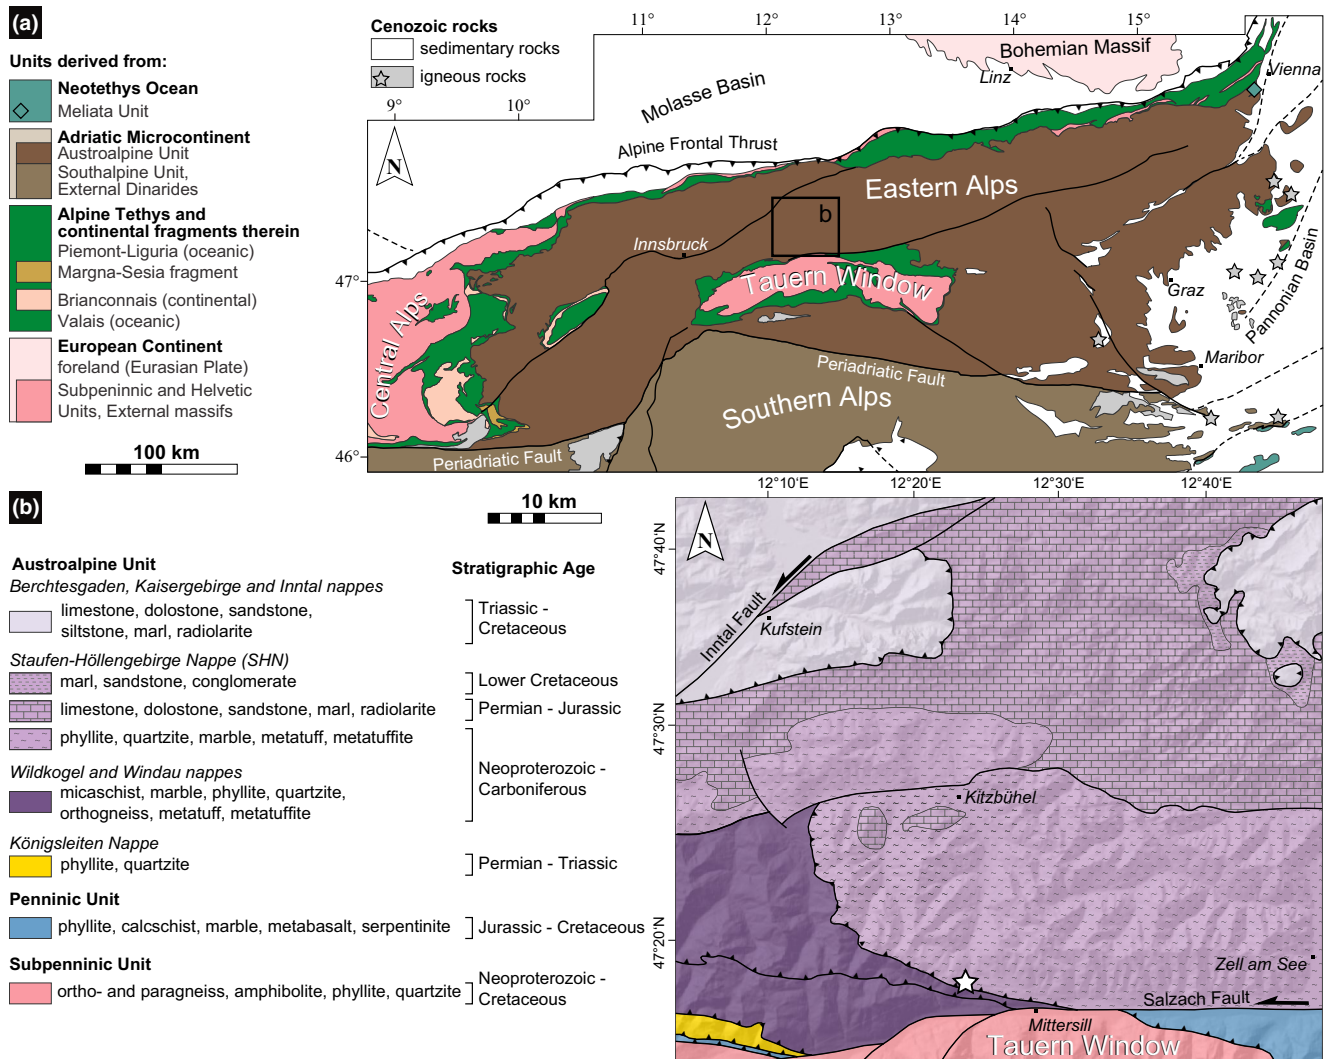 (a)
Units derived from:
Neotethys Ocean
Meliata Unit
Adriatic Microcontinent
Austroalpine Unit
Southalpine Unit,
External Dinarides
Alpine Tethys and
continental fragments therein
Piemont-Liguria (oceanic)
Margna-Sesia fragment
Brianconnais (continental)
Valais (oceanic)
European Continent
foreland (Eurasian Plate)
Subpeninnic and Helvetic
Units, External massifs
100 km
Cenozoic rocks
sedimentary rocks
igneous rocks
9°
10°
11°
12°
13°
14°
15°
47°
46°
N
Molasse Basin
Alpine Frontal Thrust
Bohemian Massif
Linz
Vienna
Eastern Alps
b
Innsbruck
Tauern Window
Central Alps
Graz
Pannonian Basin
Maribor
Periadriatic Fault
Southern Alps
Periadriatic Fault
(b)
10 km
Austroalpine Unit
Stratigraphic Age
Berchtesgaden, Kaisergebirge and Inntal nappes
limestone, dolostone, sandstone,
siltstone, marl, radiolarite
Triassic -
Cretaceous
Staufen-Höllengebirge Nappe (SHN)
marl, sandstone, conglomerate
Lower Cretaceous
limestone, dolostone, sandstone, marl, radiolarite
Permian - Jurassic
phyllite, quartzite, marble, metatuff, metatuffite
Neoproterozoic -
Carboniferous
Wildkogel and Windau nappes
micaschist, marble, phyllite, quartzite,
orthogneiss, metatuff, metatuffite
Königsleiten Nappe
phyllite, quartzite
Permian - Triassic
Penninic Unit
phyllite, calcschist, marble, metabasalt, serpentinite
Jurassic - Cretaceous
Subpenninic Unit
ortho- and paragneiss, amphibolite, phyllite, quartzite
Neoproterozoic -
Cretaceous
12°10'E
12°20'E
12°30'E
12°40'E
47°40'N
47°30'N
47°20'N
N
Inntal Fault
Kufstein
Kitzbühel
Zell am See
Salzach Fault
Mittersill
Tauern Window